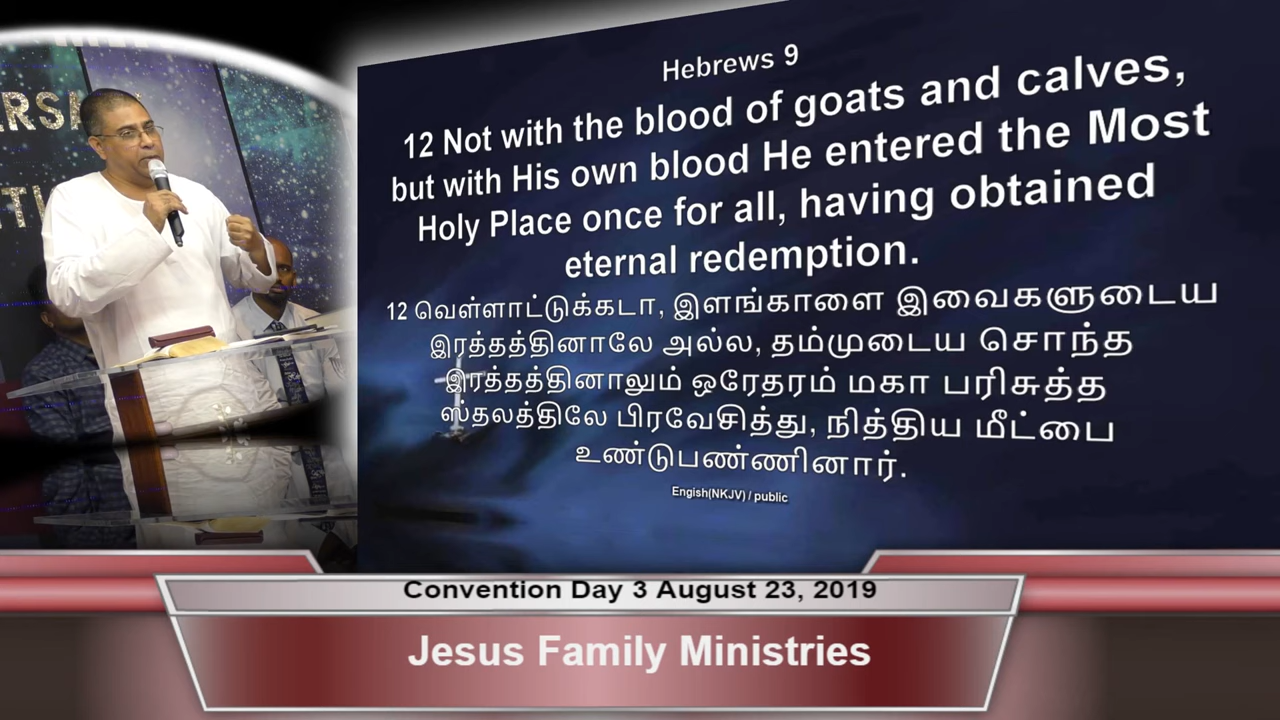 ERSA
Hebrews 9
12 Not with the blood of goats and calves,
but with His own blood He entered the Most
Holy Place once for all, having obtained
eternal redemption.
12 வெள்ளாட்டுக்கடா, இளங்காளை இவைகளுடைய
இரத்தத்தினாலே அல்ல, தம்முடைய சொந்த
இரத்தத்தினாலும் ஒரேதரம் மகா பரிசுத்த
ஸ்தலத்திலே பிரவேசித்து, நித்திய மீட்பை
உண்டுபண்ணினார்.
Engish(NKJV) / public
Convention Day 3 August 23, 2019
Jesus Family Ministries